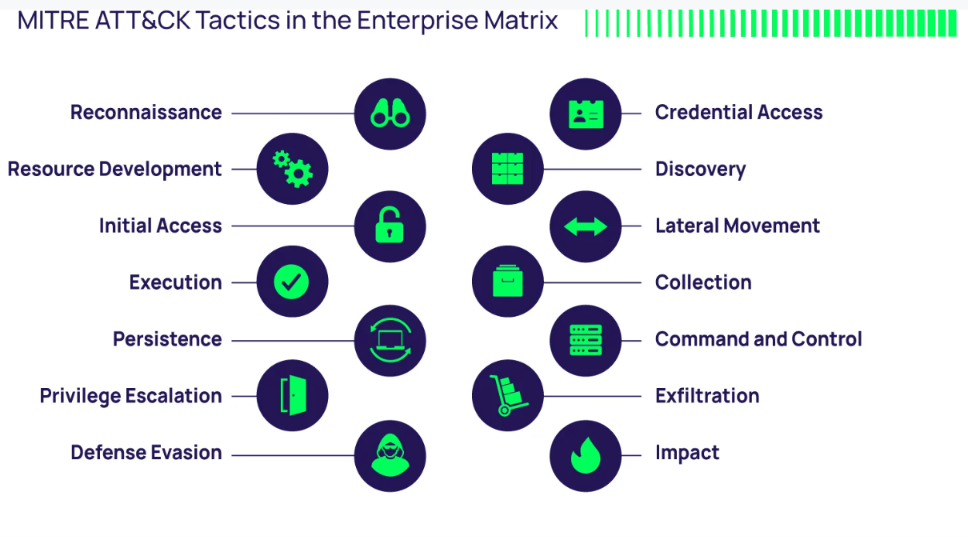 MITRE ATT&CK Tactics in the Enterprise Matrix
Reconnaissance
Resource Development
Initial Access
Execution
Persistence
Privilege Escalation
Defense Evasion
Credential Access
Discovery
Lateral Movement
Collection
Command and Control
Exfiltration
Impact